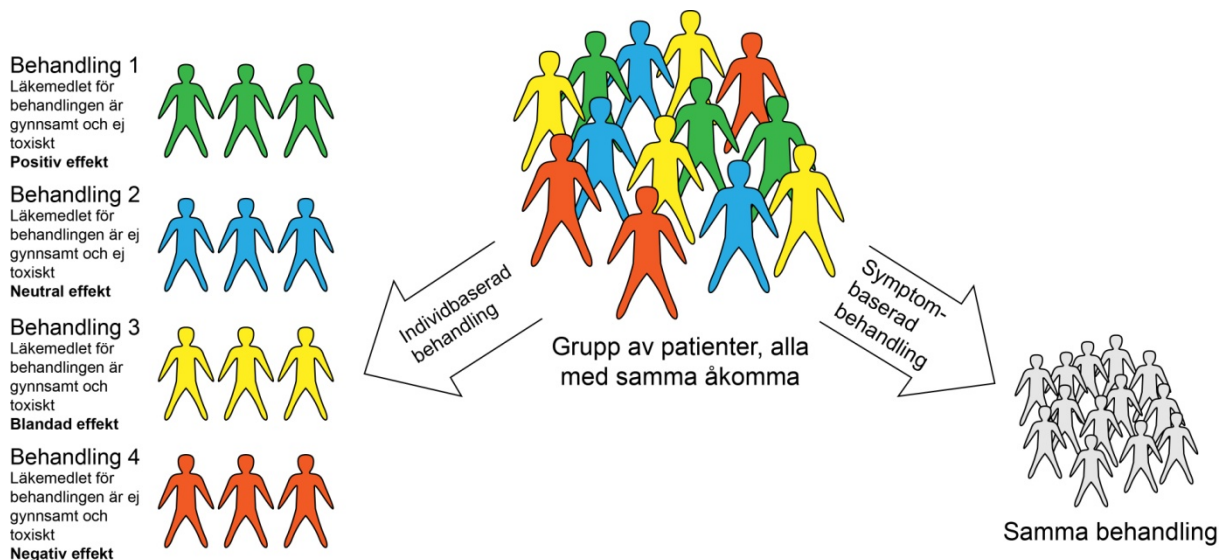 Behandling 1
Läkemedlet för
behandlingen är
gynnsamt och ej
toxiskt
Positiv effekt
Behandling 2
Läkemedlet för
behandlingen är ej
gynnsamt och ej
toxiskt
Neutral effekt
Behandling 3
Läkemedlet för
behandlingen är
gynnsamt och
toxiskt
Blandad effekt
Behandling 4
Läkemedlet för
behandlingen är ej
gynnsamt och
toxiskt
Negativ effekt
Individbaserad
behandling
Grupp av patienter, alla
med samma åkomma
Symptom-
baserad
behandling
Samma behandling